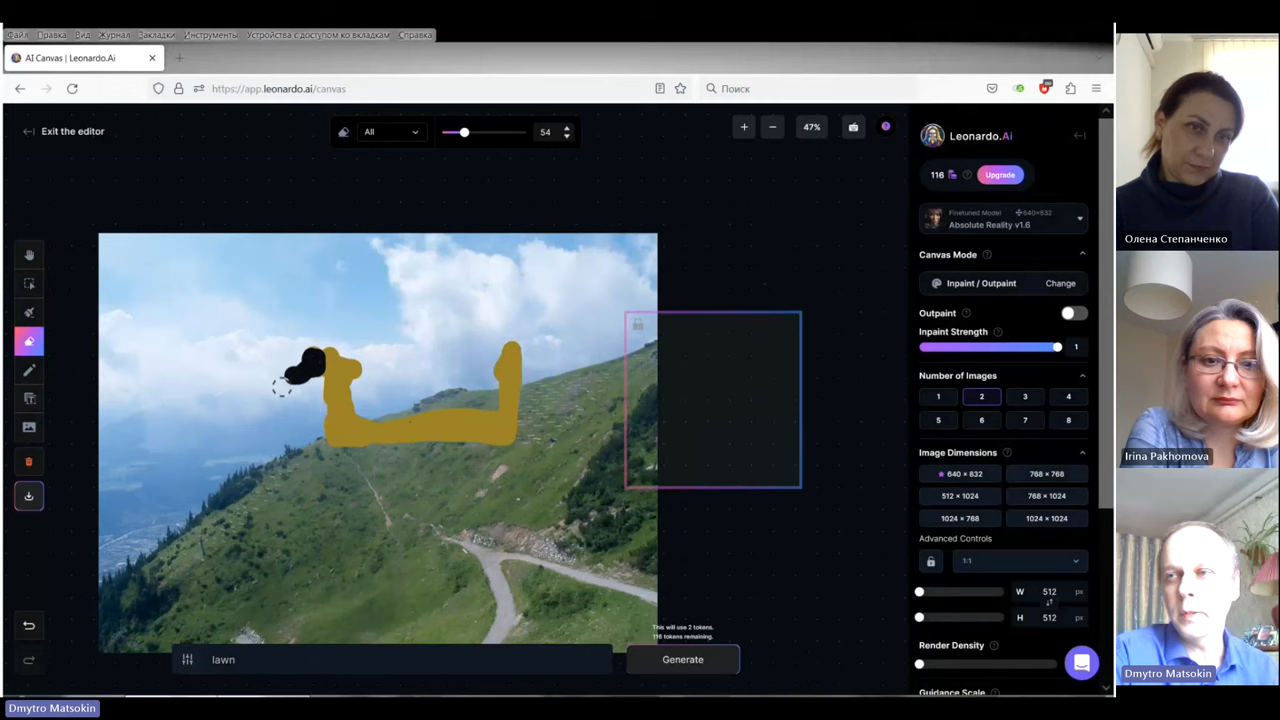 Файл Правка Вид Журнал Закладки Инструменты Устройства с доступом ко вкладкам Справка
AI Canvas | Leonardo.Ai
https://app.leonardo.ai/canvas
Поиск
Exit the editor
All
54
47%
Leonardo.Ai
116
Upgrade
Finetuned Model 640×832
Absolute Reality v1.6
Canvas Mode
Inpaint / Outpaint Change
Outpaint
Inpaint Strength
1
Number of Images
1 2 3 4
5 6 7 8
Image Dimensions
640 × 832 768 × 768
512 × 1024 768 × 1024
1024 × 768 1024 × 1024
Advanced Controls
1:1
W 512 px
H 512 px
Render Density
Guidance Scale
This will use 2 tokens.
116 tokens remaining.
lawn
Generate
Олена Степанченко
Irina Pakhomova
Dmytro Matsokin
Dmytro Matsokin